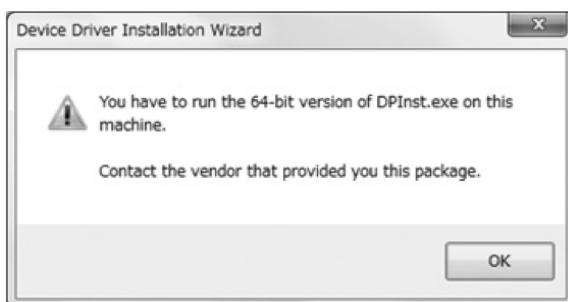 Device Driver Installation Wizard
You have to run the 64-bit version of DPInst.exe on this
machine.
Contact the vendor that provided you this package.
OK